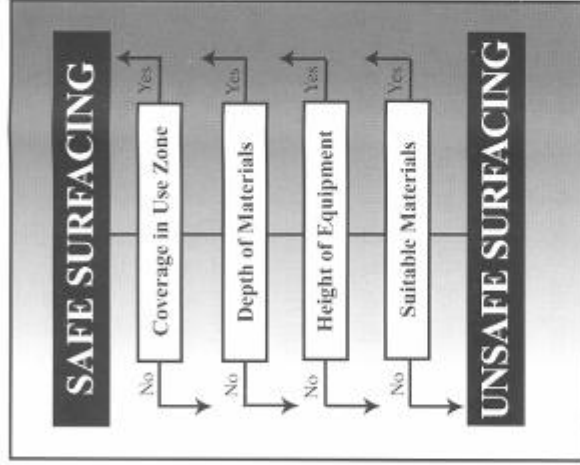 SAFE SURFACING
Yes
Coverage in Use Zone
No
Yes
Depth of Materials
No
Yes
Height of Equipment
No
Yes
Suitable Materials
No
UNSAFE SURFACING